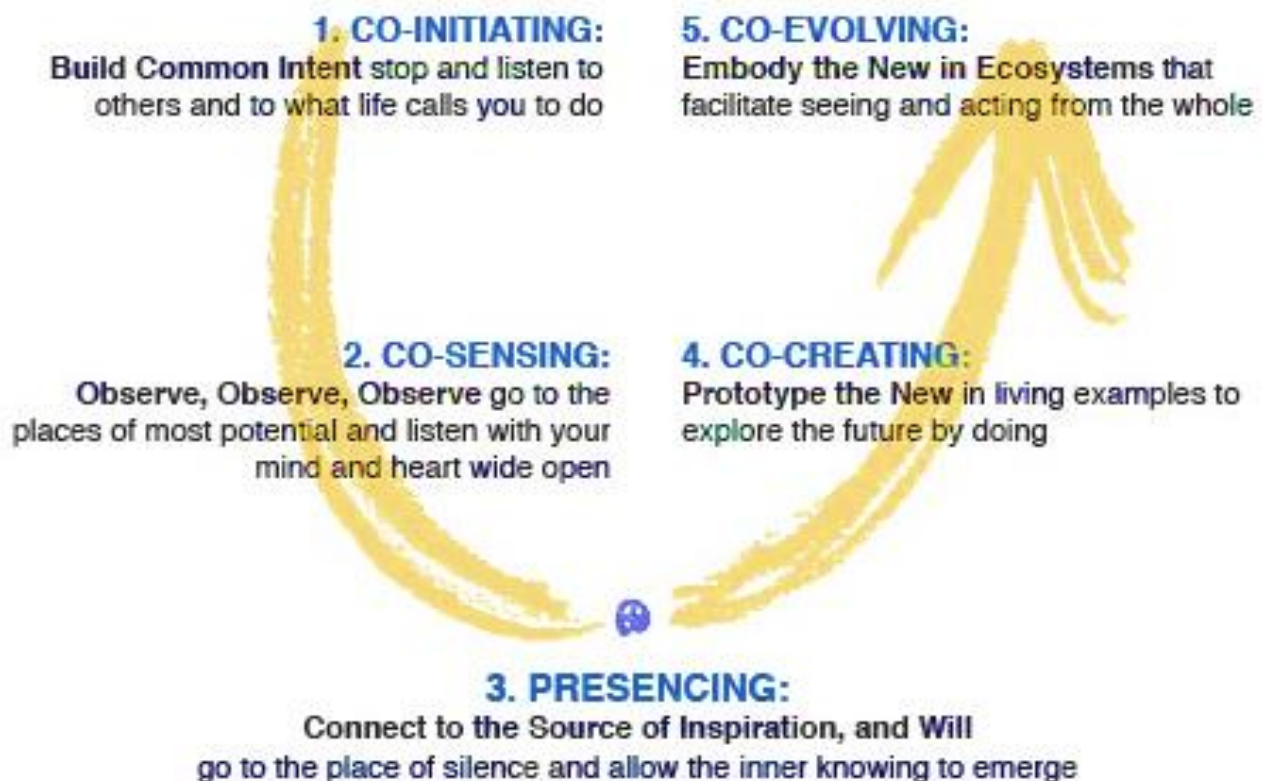 1. CO-INITIATING:
Build Common Intent stop and listen to
others and to what life calls you to do
2. CO-SENSING:
Observe, Observe, Observe go to the
places of most potential and listen with your
mind and heart wide open
3. PRESENCING:
Connect to the Source of Inspiration, and Will
go to the place of silence and allow the inner knowing to emerge
4. CO-CREATING:
Prototype the New in living examples to
explore the future by doing
5. CO-EVOLVING:
Embody the New in Ecosystems that
facilitate seeing and acting from the whole